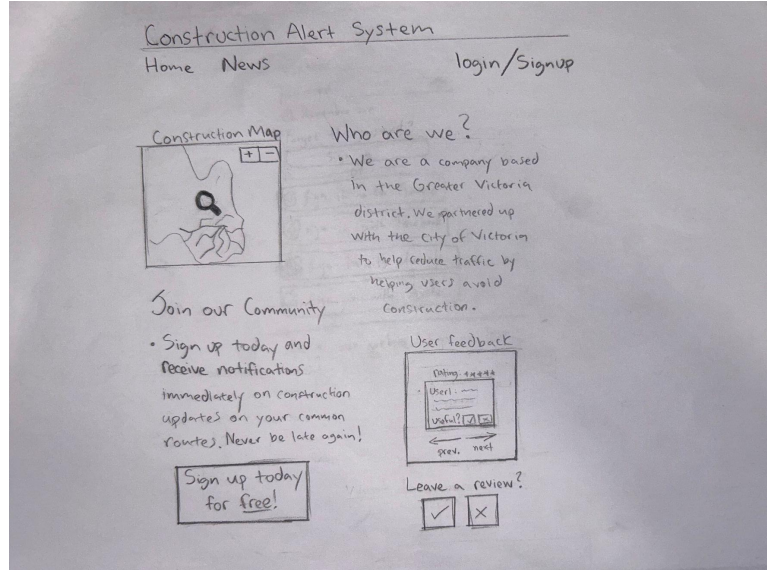 Construction Alert System
Home News login/Signup
Construction Map
+ -
Who are we?
• We are a company based
in the Greater Victoria
district. We partnered up
with the City of Victoria
to help reduce traffic by
helping users avoid
construction.
Join our Community
• Sign up today and
receive notifications
immediately on construction
updates on your common
routes. Never be late again!
Sign up today
for free!
User feedback
rating:
User1:
Useful? ✓ ×
prev. next
Leave a review?
✓ ×